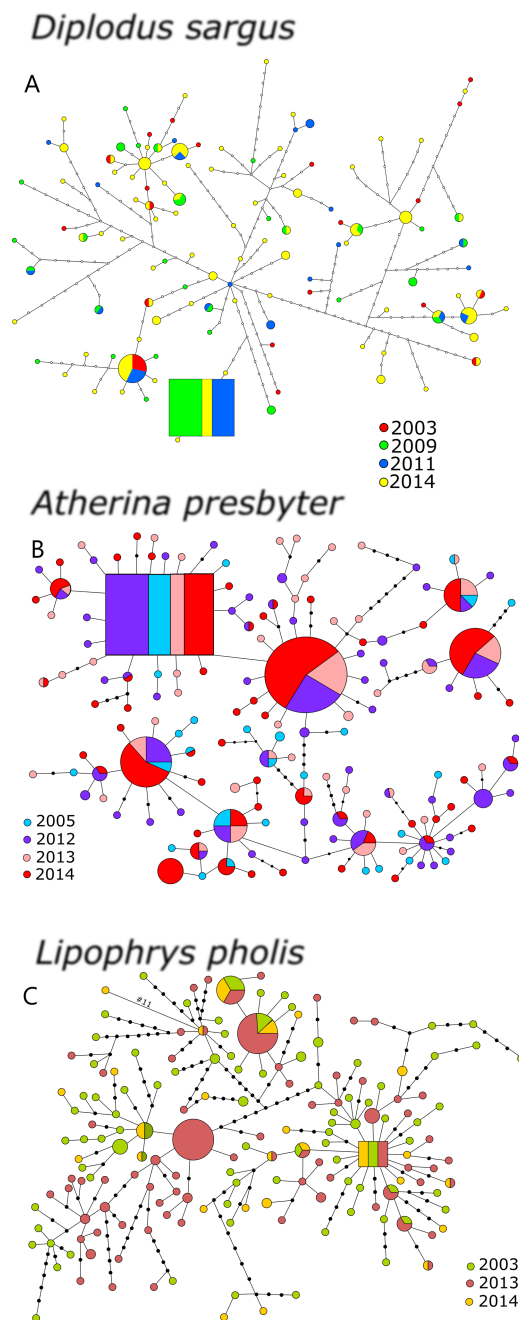 Diplodus sargus
A
2003
2009
2011
2014
Atherina presbyter
B
2005
2012
2013
2014
Lipophrys pholis
C
#11
2003
2013
2014